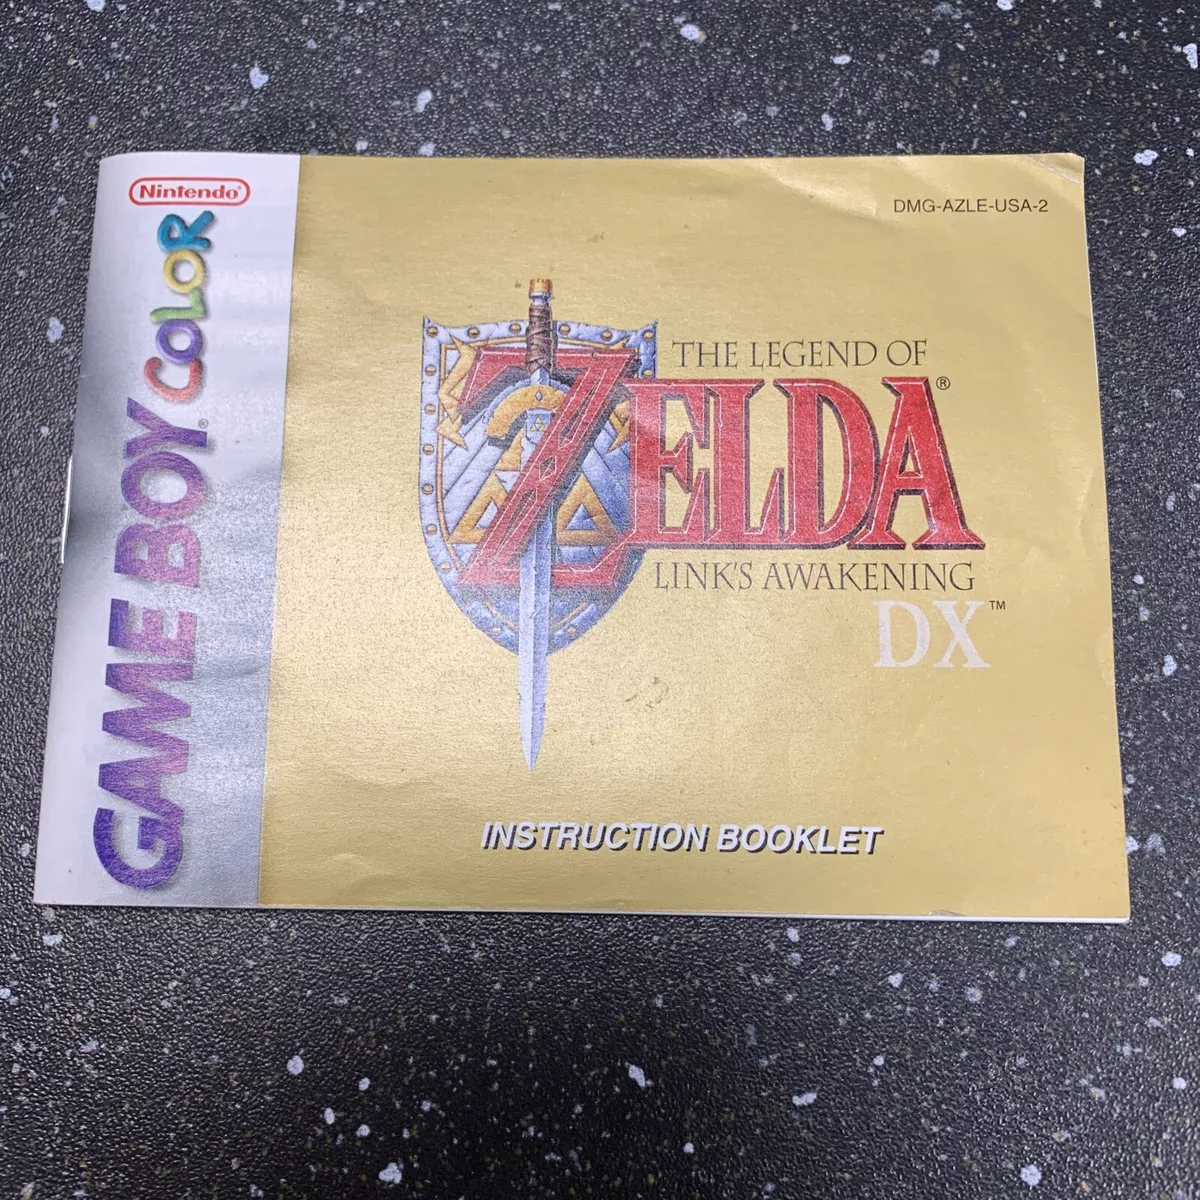 Nintendo®
GAME BOY® COLOR
DMG-AZLE-USA-2
THE LEGEND OF
ZELDA®
LINK'S AWAKENING
DX™
INSTRUCTION BOOKLET